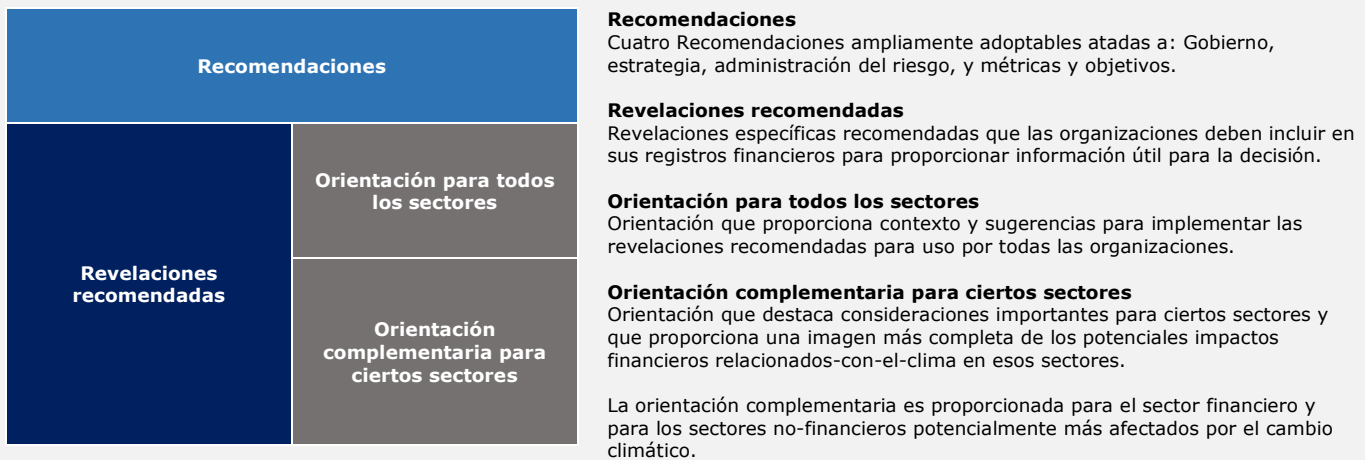 Recomendaciones
Revelaciones
recomendadas
Orientación para todos
los sectores
Orientación
complementaria para
ciertos sectores
Recomendaciones
Cuatro Recomendaciones ampliamente adoptables atadas a: Gobierno,
estrategia, administración del riesgo, y métricas y objetivos.
Revelaciones recomendadas
Revelaciones específicas recomendadas que las organizaciones deben incluir en
sus registros financieros para proporcionar información útil para la decisión.
Orientación para todos los sectores
Orientación que proporciona contexto y sugerencias para implementar las
revelaciones recomendadas para uso por todas las organizaciones.
Orientación complementaria para ciertos sectores
Orientación que destaca consideraciones importantes para ciertos sectores y
que proporciona una imagen más completa de los potenciales impactos
financieros relacionados-con-el-clima en esos sectores.
La orientación complementaria es proporcionada para el sector financiero y
para los sectores no-financieros potencialmente más afectados por el cambio
climático.